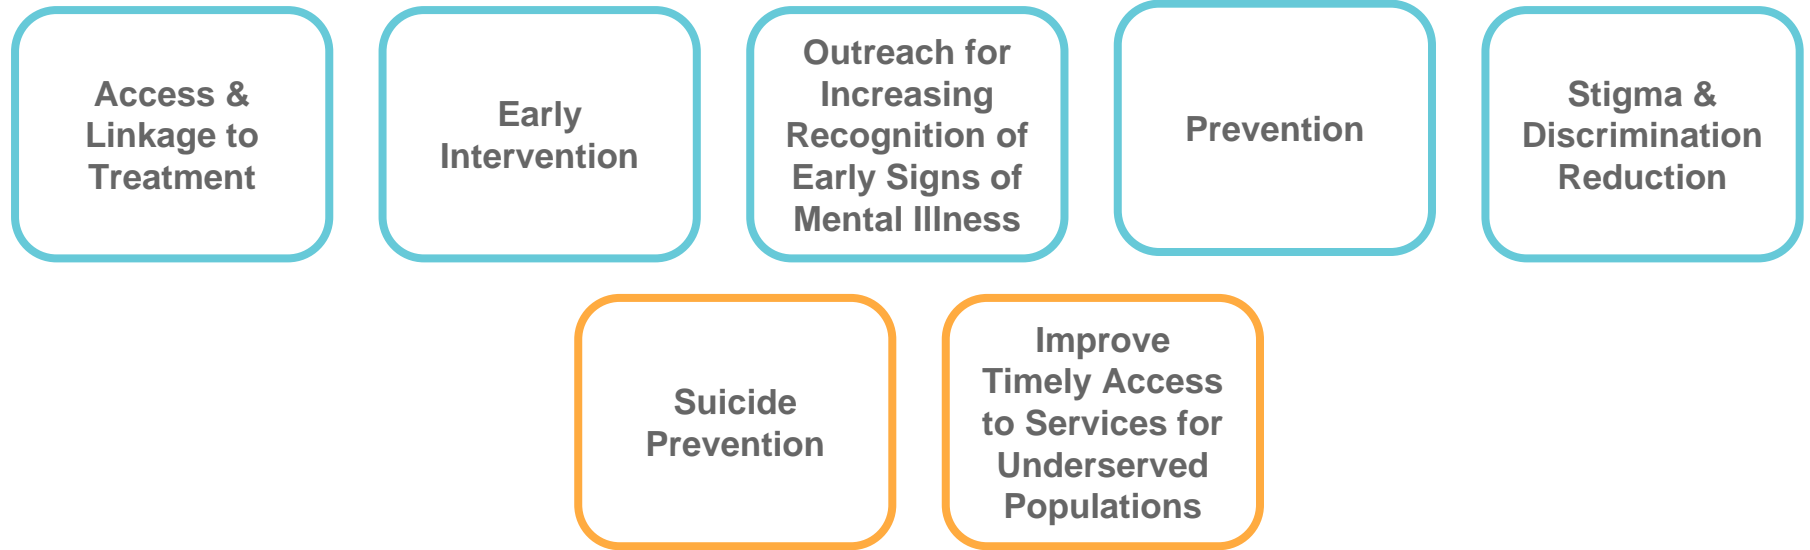 Access &
Linkage to
Treatment
Early
Intervention
Outreach for
Increasing
Recognition of
Early Signs of
Mental Illness
Prevention
Stigma &
Discrimination
Reduction
Suicide
Prevention
Improve
Timely Access
to Services for
Underserved
Populations